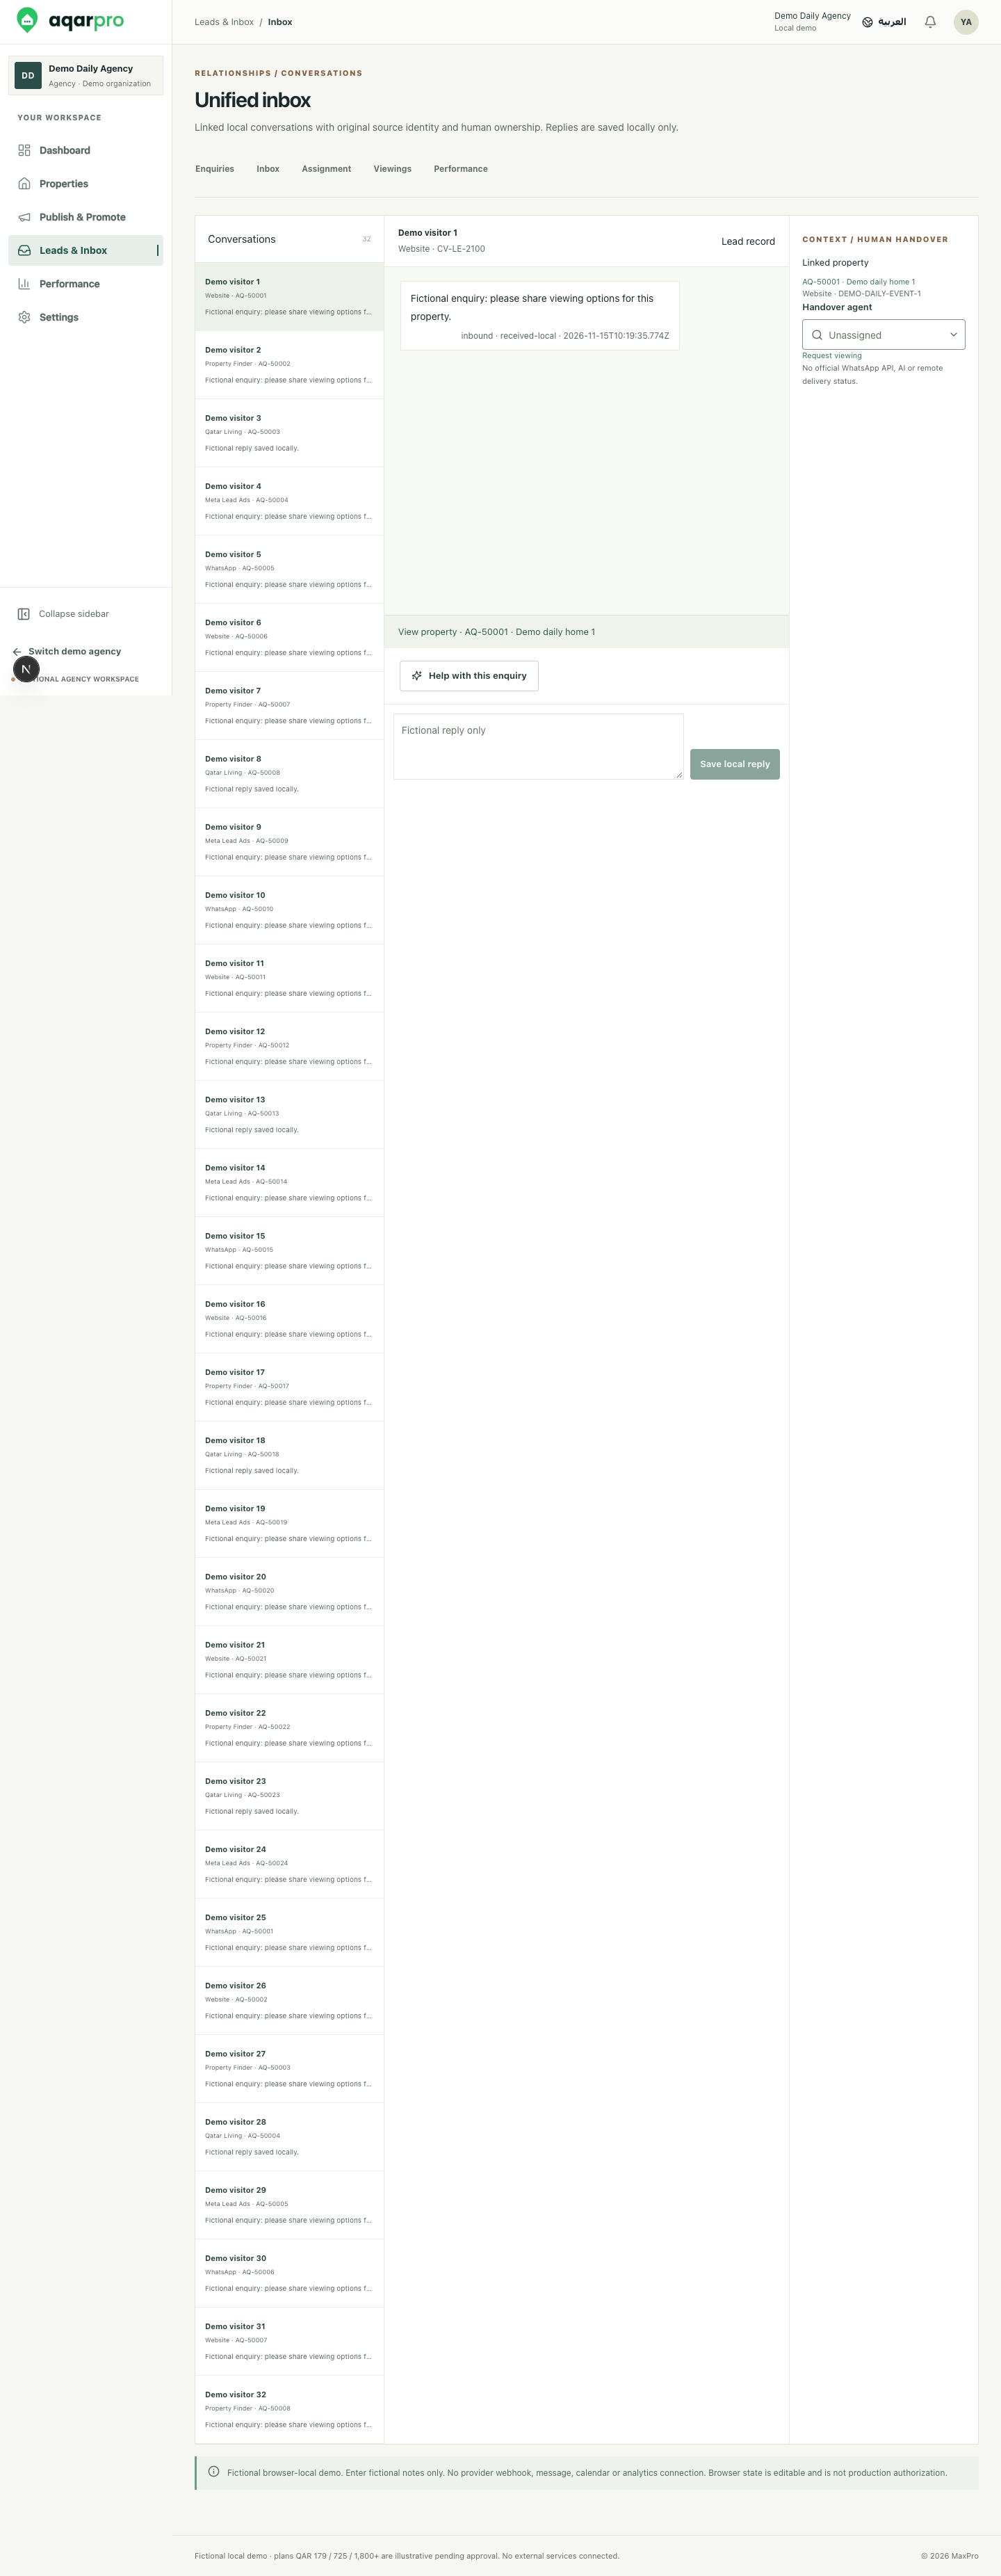 aqarpro
Leads & Inbox / Inbox
Demo Daily Agency
Local demo
العربية
YA
DD
Demo Daily Agency
Agency · Demo organization
YOUR WORKSPACE
Dashboard
Properties
Publish & Promote
Leads & Inbox
Performance
Settings
Collapse sidebar
Switch demo agency
N
IONAL AGENCY WORKSPACE
RELATIONSHIPS / CONVERSATIONS
Unified inbox
Linked local conversations with original source identity and human ownership. Replies are saved locally only.
Enquiries
Inbox
Assignment
Viewings
Performance
Conversations
32
Demo visitor 1
Website · AQ-50001
Fictional enquiry: please share viewing options f...
Demo visitor 2
Property Finder · AQ-50002
Fictional enquiry: please share viewing options f...
Demo visitor 3
Qatar Living · AQ-50003
Fictional reply saved locally.
Demo visitor 4
Meta Lead Ads · AQ-50004
Fictional enquiry: please share viewing options f...
Demo visitor 5
WhatsApp · AQ-50005
Fictional enquiry: please share viewing options f...
Demo visitor 6
Website · AQ-50006
Fictional enquiry: please share viewing options f...
Demo visitor 7
Property Finder · AQ-50007
Fictional enquiry: please share viewing options f...
Demo visitor 8
Qatar Living · AQ-50008
Fictional reply saved locally.
Demo visitor 9
Meta Lead Ads · AQ-50009
Fictional enquiry: please share viewing options f...
Demo visitor 10
WhatsApp · AQ-50010
Fictional enquiry: please share viewing options f...
Demo visitor 11
Website · AQ-50011
Fictional enquiry: please share viewing options f...
Demo visitor 12
Property Finder · AQ-50012
Fictional enquiry: please share viewing options f...
Demo visitor 13
Qatar Living · AQ-50013
Fictional reply saved locally.
Demo visitor 14
Meta Lead Ads · AQ-50014
Fictional enquiry: please share viewing options f...
Demo visitor 15
WhatsApp · AQ-50015
Fictional enquiry: please share viewing options f...
Demo visitor 16
Website · AQ-50016
Fictional enquiry: please share viewing options f...
Demo visitor 17
Property Finder · AQ-50017
Fictional enquiry: please share viewing options f...
Demo visitor 18
Qatar Living · AQ-50018
Fictional reply saved locally.
Demo visitor 19
Meta Lead Ads · AQ-50019
Fictional enquiry: please share viewing options f...
Demo visitor 20
WhatsApp · AQ-50020
Fictional enquiry: please share viewing options f...
Demo visitor 21
Website · AQ-50021
Fictional enquiry: please share viewing options f...
Demo visitor 22
Property Finder · AQ-50022
Fictional enquiry: please share viewing options f...
Demo visitor 23
Qatar Living · AQ-50023
Fictional reply saved locally.
Demo visitor 24
Meta Lead Ads · AQ-50024
Fictional enquiry: please share viewing options f...
Demo visitor 25
WhatsApp · AQ-50001
Fictional enquiry: please share viewing options f...
Demo visitor 26
Website · AQ-50002
Fictional enquiry: please share viewing options f...
Demo visitor 27
Property Finder · AQ-50003
Fictional enquiry: please share viewing options f...
Demo visitor 28
Qatar Living · AQ-50004
Fictional reply saved locally.
Demo visitor 29
Meta Lead Ads · AQ-50005
Fictional enquiry: please share viewing options f...
Demo visitor 30
WhatsApp · AQ-50006
Fictional enquiry: please share viewing options f...
Demo visitor 31
Website · AQ-50007
Fictional enquiry: please share viewing options f...
Demo visitor 32
Property Finder · AQ-50008
Fictional enquiry: please share viewing options f...
Demo visitor 1
Website · CV-LE-2100
Lead record
Fictional enquiry: please share viewing options for this
property.
inbound · received-local · 2026-11-15T10:19:35.774Z
View property · AQ-50001 · Demo daily home 1
Help with this enquiry
Fictional reply only
Save local reply
CONTEXT / HUMAN HANDOVER
Linked property
AQ-50001 · Demo daily home 1
Website · DEMO-DAILY-EVENT-1
Handover agent
Unassigned
Request viewing
No official WhatsApp API, AI or remote
delivery status.
Fictional browser-local demo. Enter fictional notes only. No provider webhook, message, calendar or analytics connection. Browser state is editable and is not production authorization.
Fictional local demo · plans QAR 179 / 725 / 1,800+ are illustrative pending approval. No external services connected.
© 2026 MaxPro